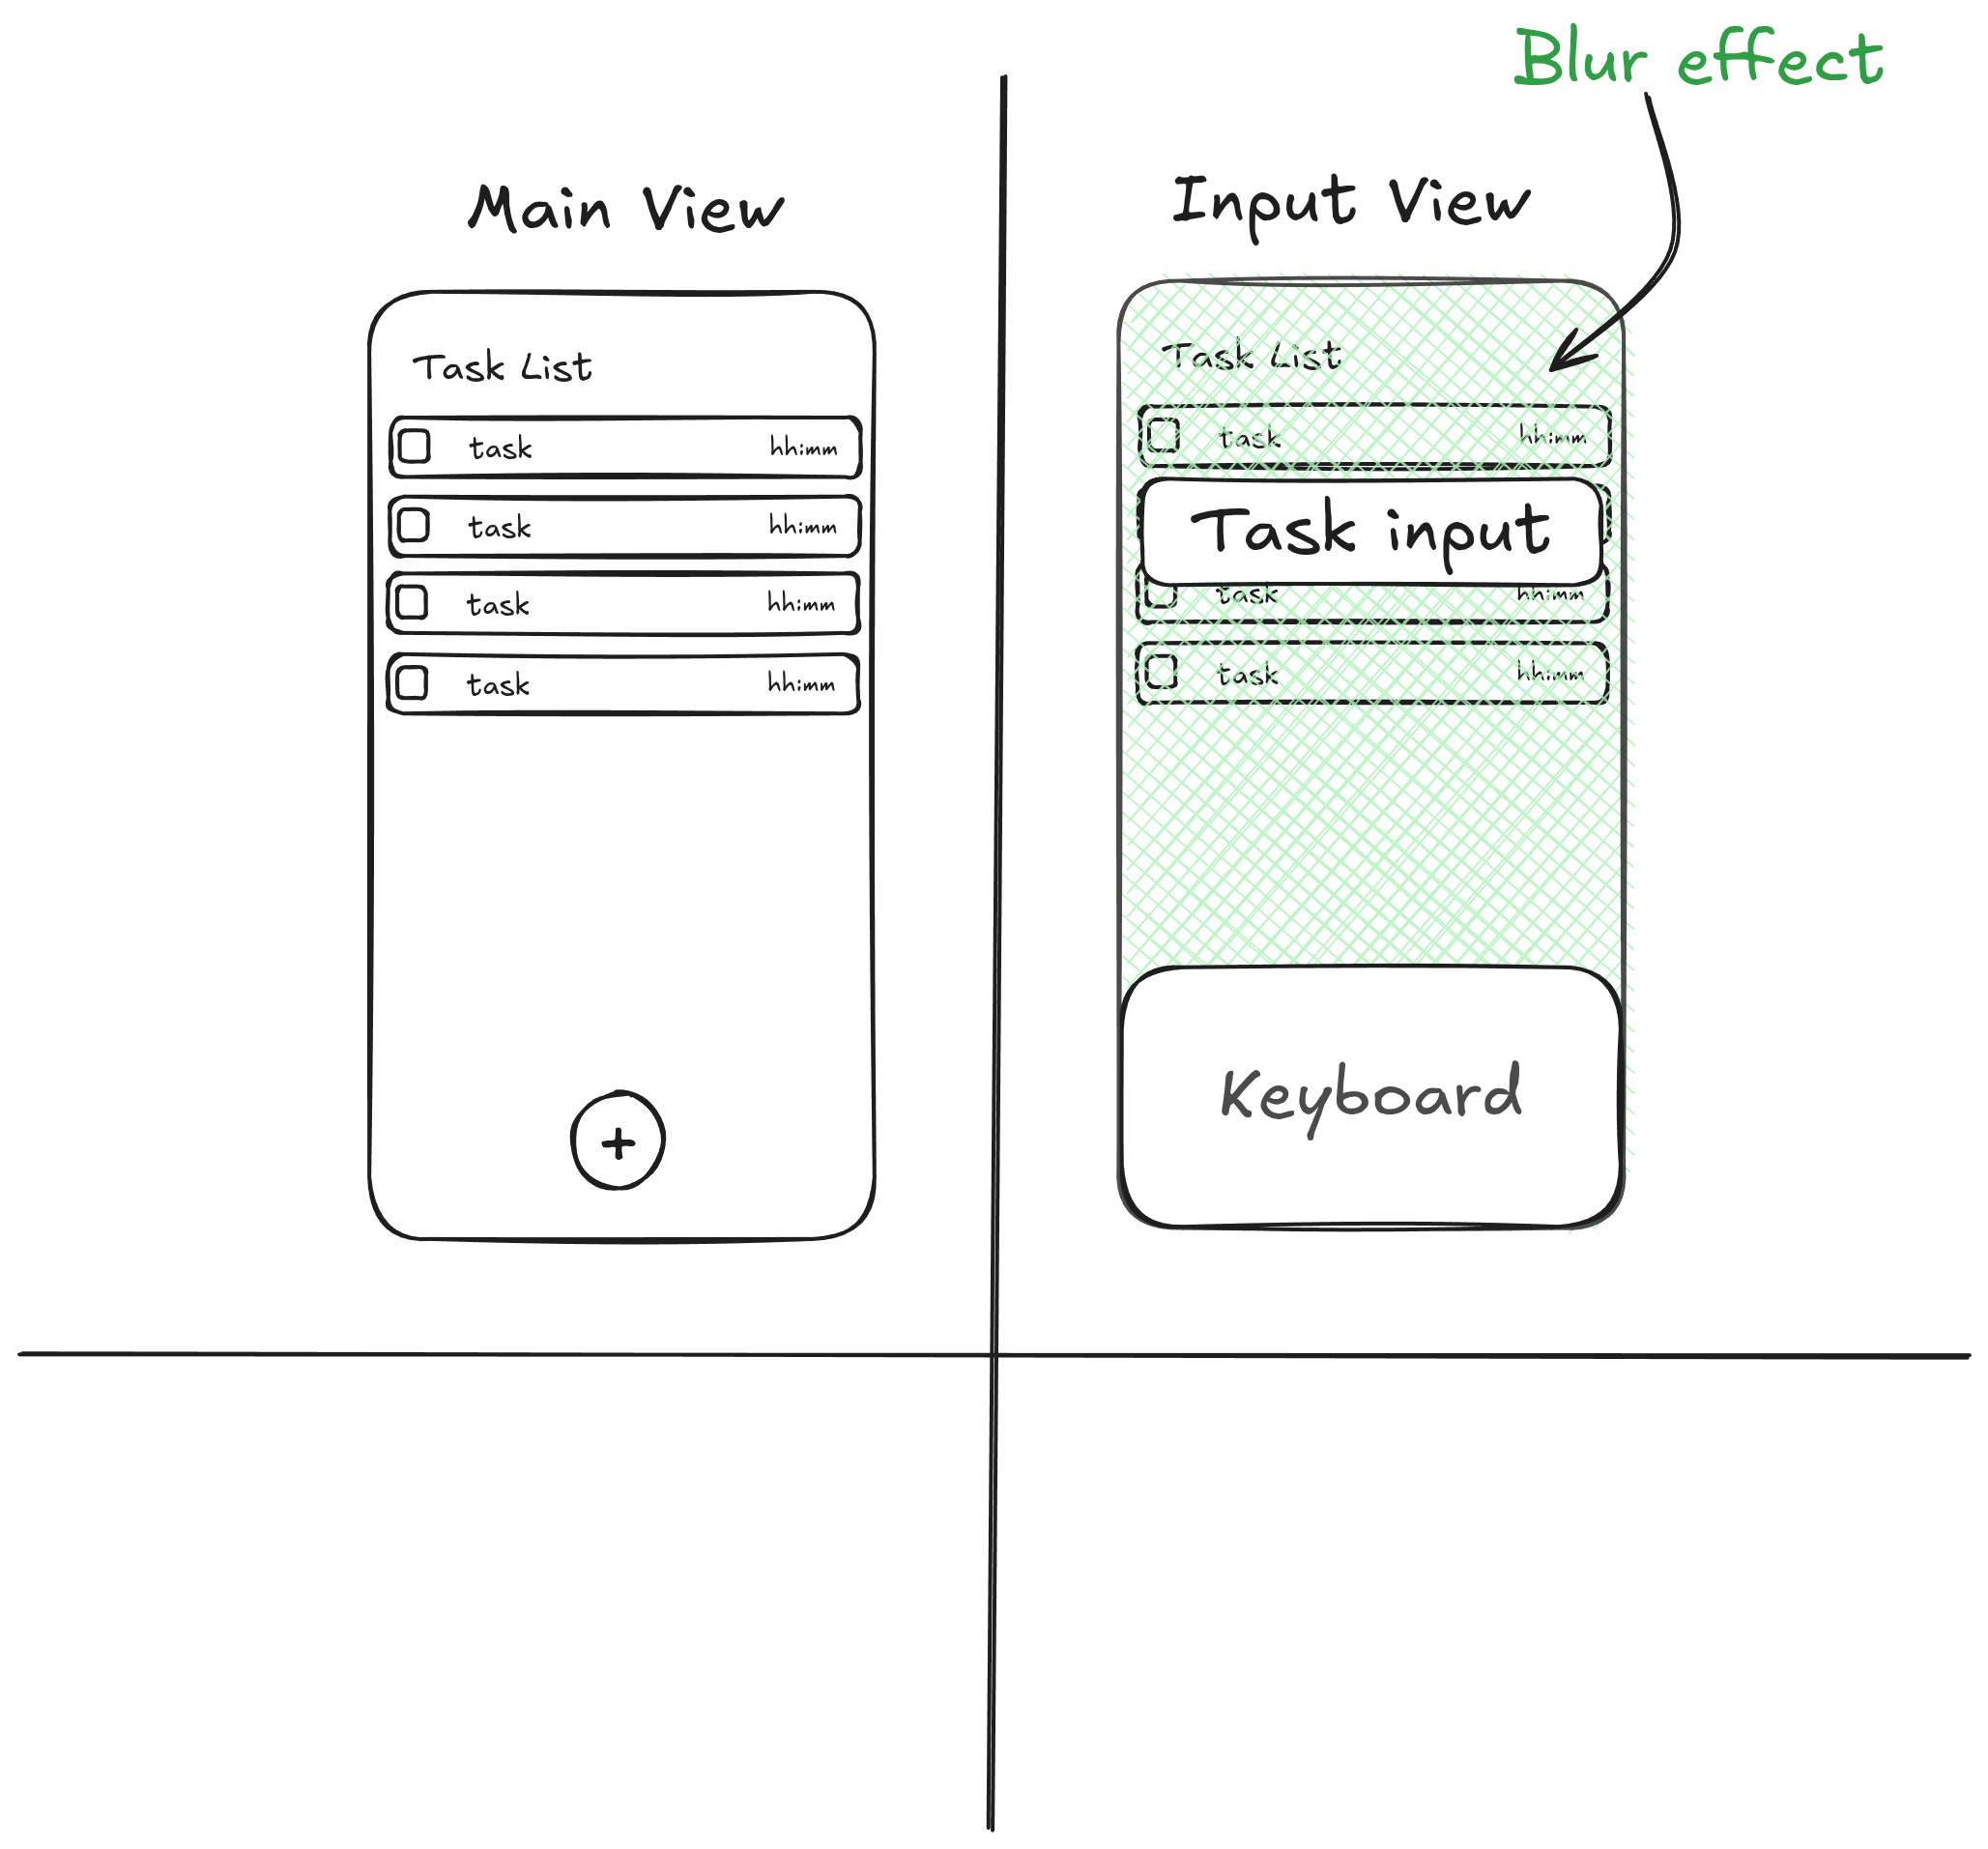 Blur effect
Main View
Input View
Task List
task hh:mm
task hh:mm
task hh:mm
task hh:mm
+
Task List
task hh:mm
Task input
task hh:mm
task hh:mm
Keyboard